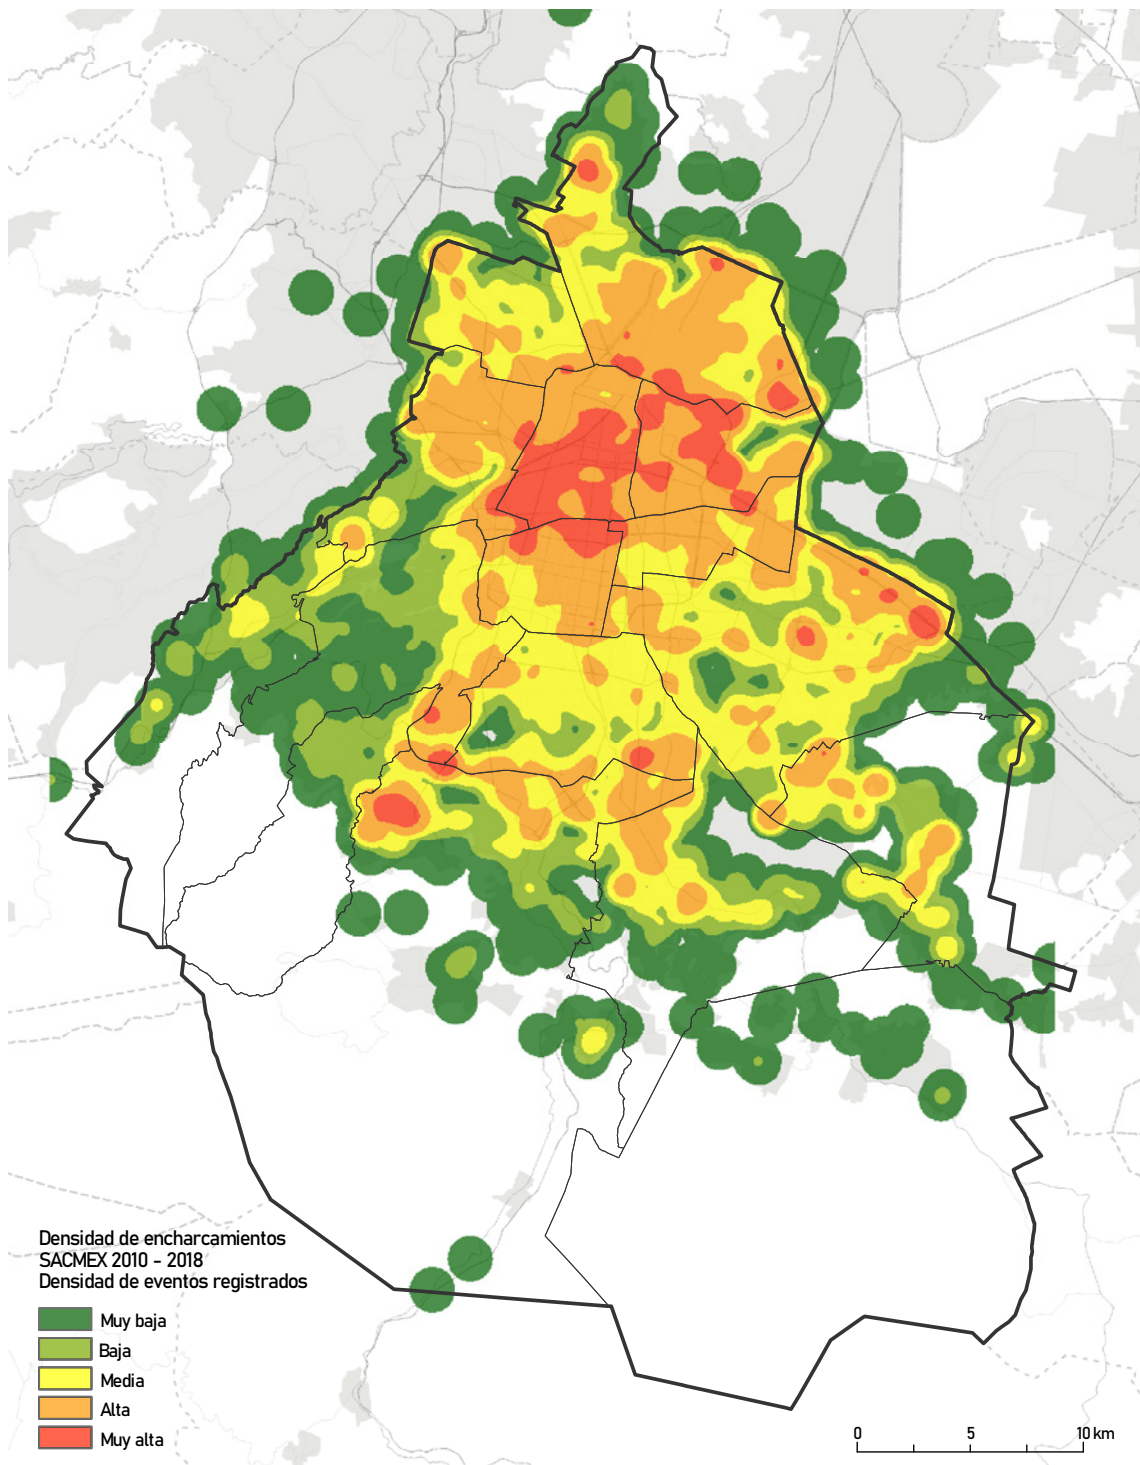 Densidad de encharcamientos
SACMEX 2010 - 2018
Densidad de eventos registrados
Muy baja
Baja
Media
Alta
Muy alta
0 5 10 km